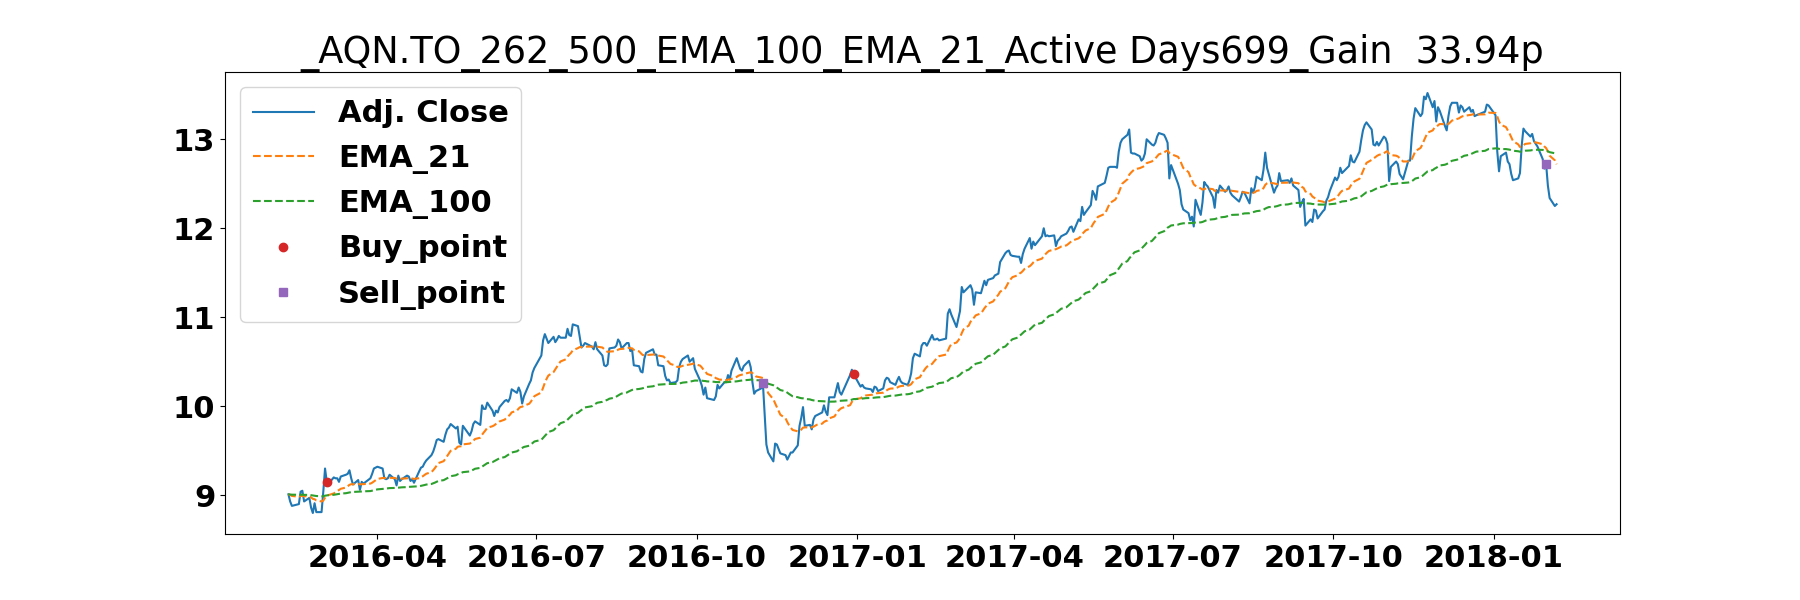 _AQN.TO_262_500_EMA_100_EMA_21_Active Days699_Gain  33.94p
Adj. Close
EMA_21
EMA_100
Buy_point
Sell_point
13
12
11
10
9
2016-04 2016-07 2016-10 2017-01 2017-04 2017-07 2017-10 2018-01